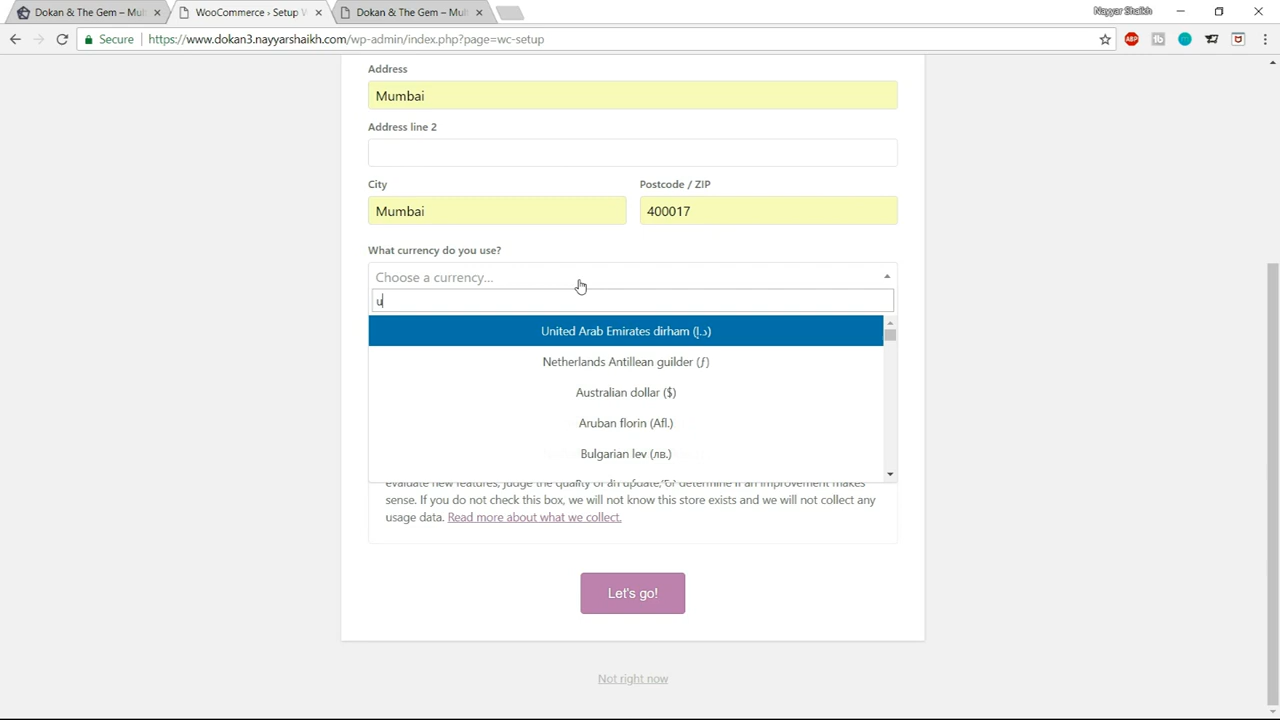 Dokan & The Gem – Mul
WooCommerce › Setup W
Dokan & The Gem – Mul
Nayyar Shaikh
Secure
https://www.dokan3.nayyarshaikh.com/wp-admin/index.php?page=wc-setup
ABP
Address
Mumbai
Address line 2
City
Postcode / ZIP
Mumbai
400017
What currency do you use?
Choose a currency...
u
United Arab Emirates dirham (د.إ)
Netherlands Antillean guilder (ƒ)
Australian dollar ($)
Aruban florin (Afl.)
Bulgarian lev (лв.)
evaluate new features, judge the quality of an update, or determine if an improvement makes
sense. If you do not check this box, we will not know this store exists and we will not collect any
usage data. Read more about what we collect.
Let's go!
Not right now